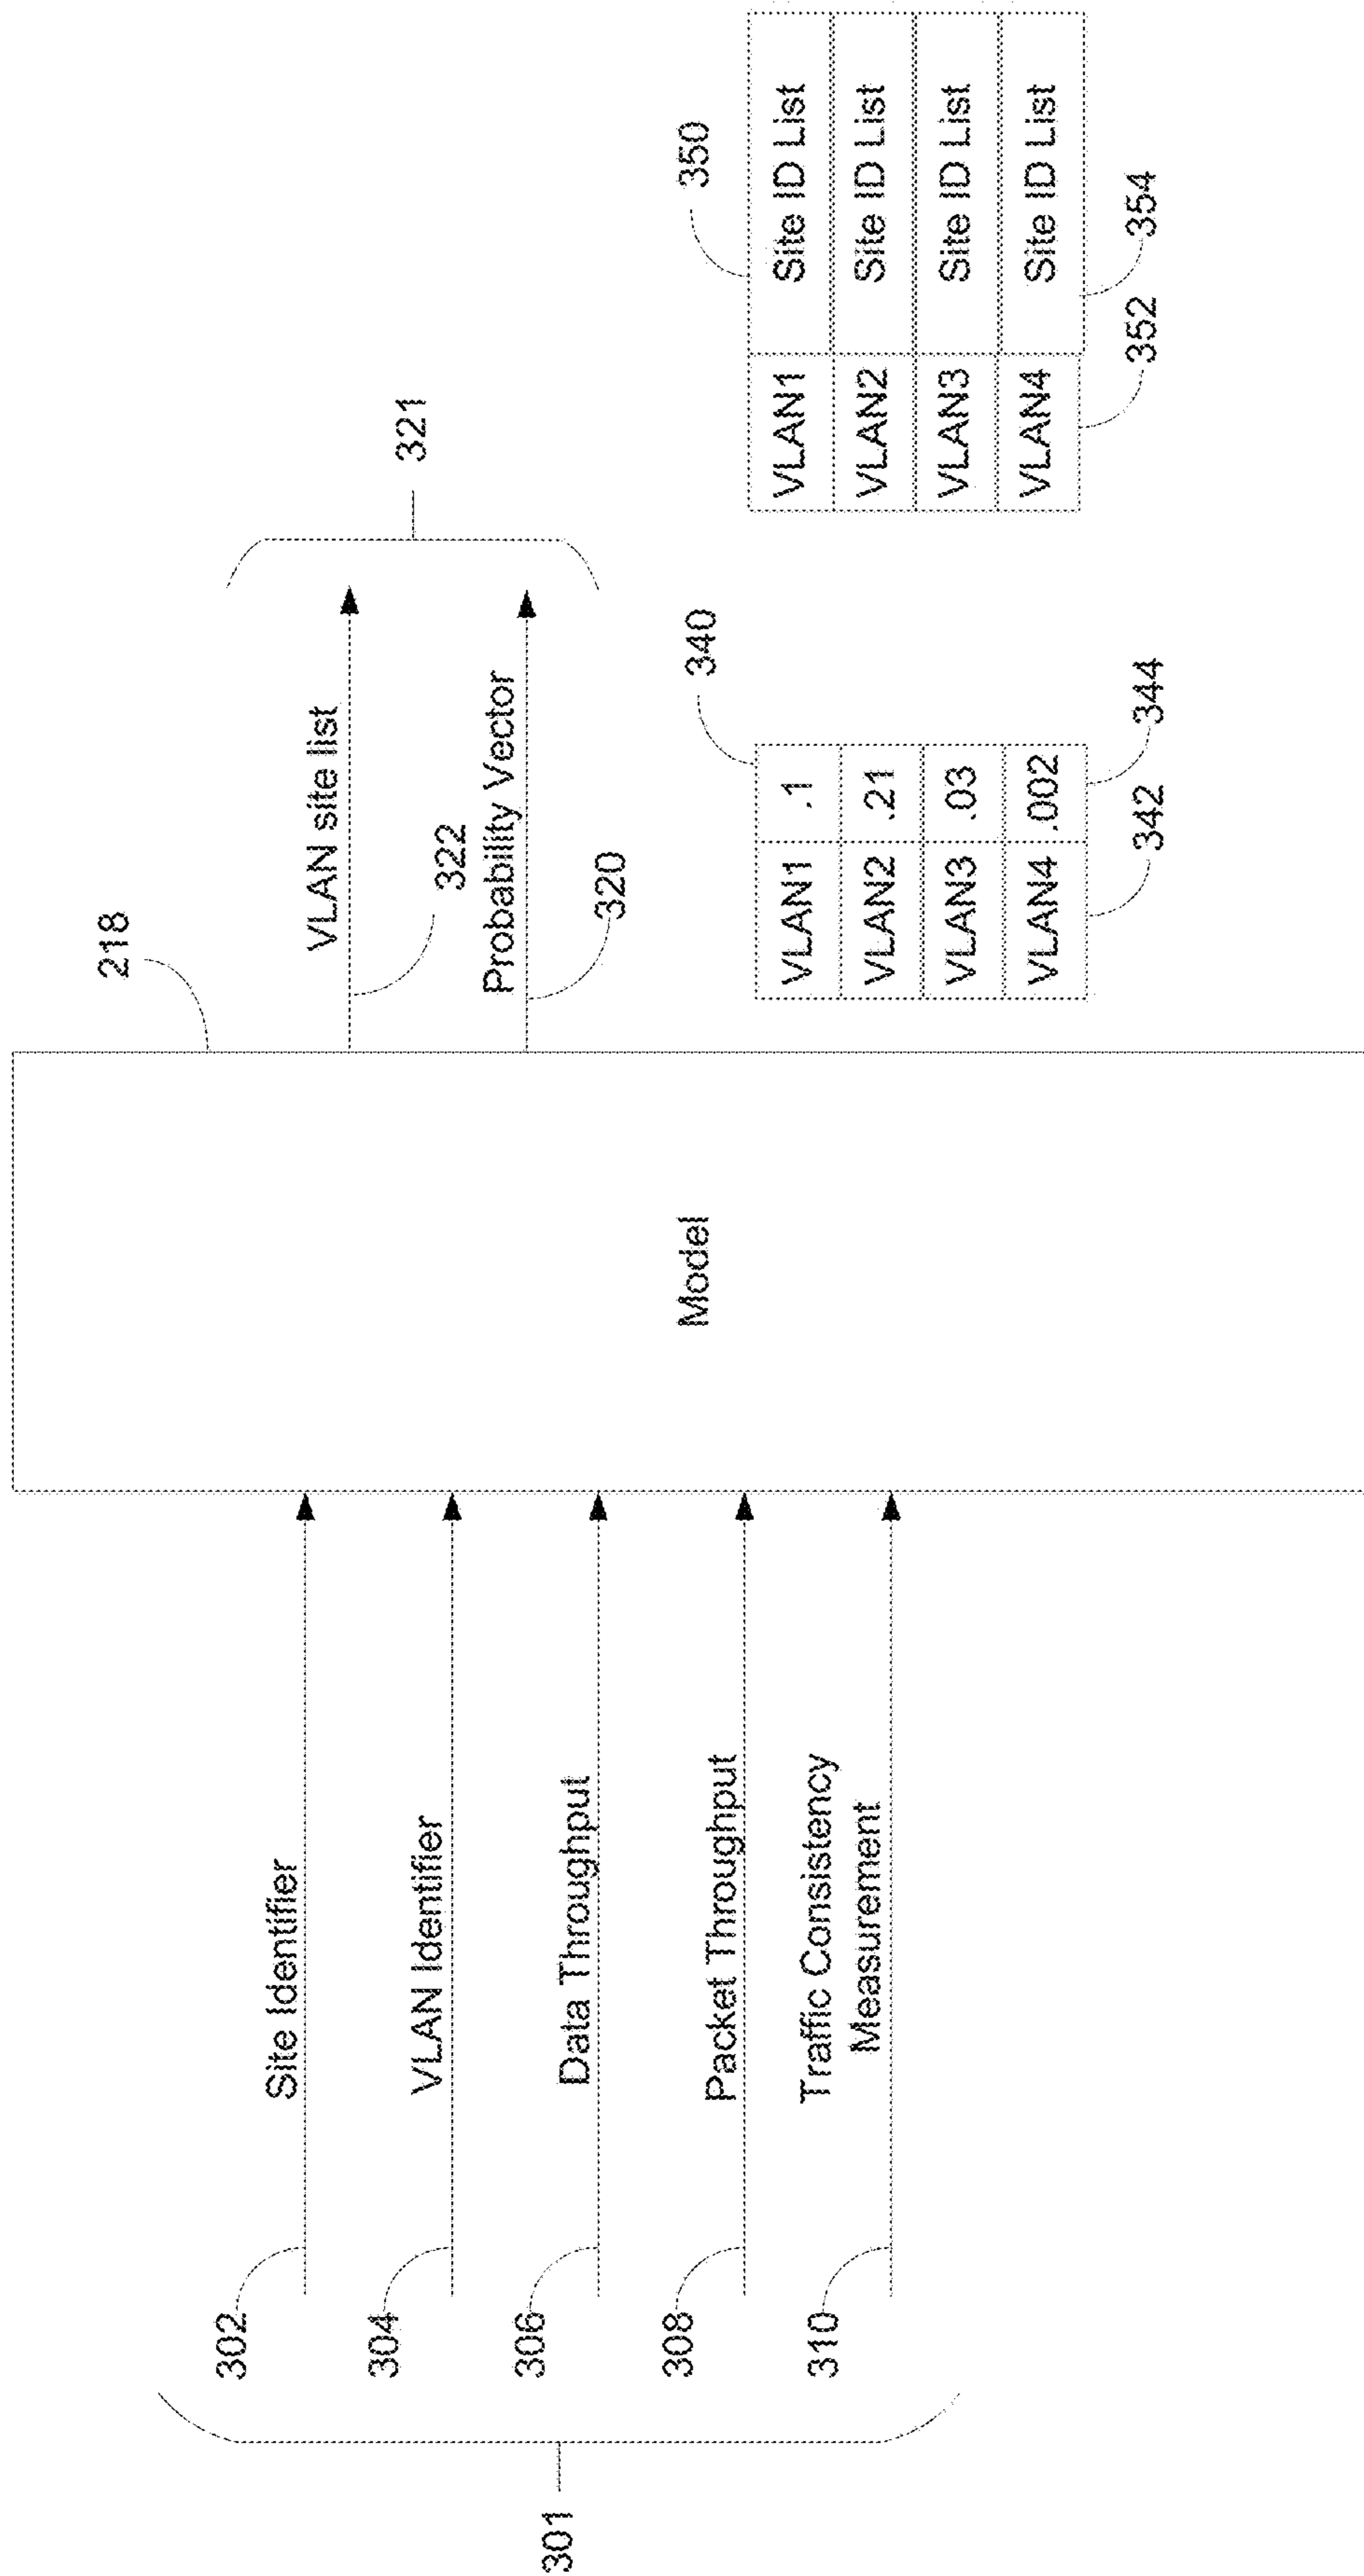 301
302
Site Identifier
304
VLAN Identifier
306
Data Throughput
308
Packet Throughput
310
Traffic Consistency
Measurement
Model
218
VLAN site list
322
Probability Vector
320
321
340
VLAN1 .1
VLAN2 .21
VLAN3 .03
VLAN4 .002
342
344
350
VLAN1 Site ID List
VLAN2 Site ID List
VLAN3 Site ID List
VLAN4 Site ID List
352
354